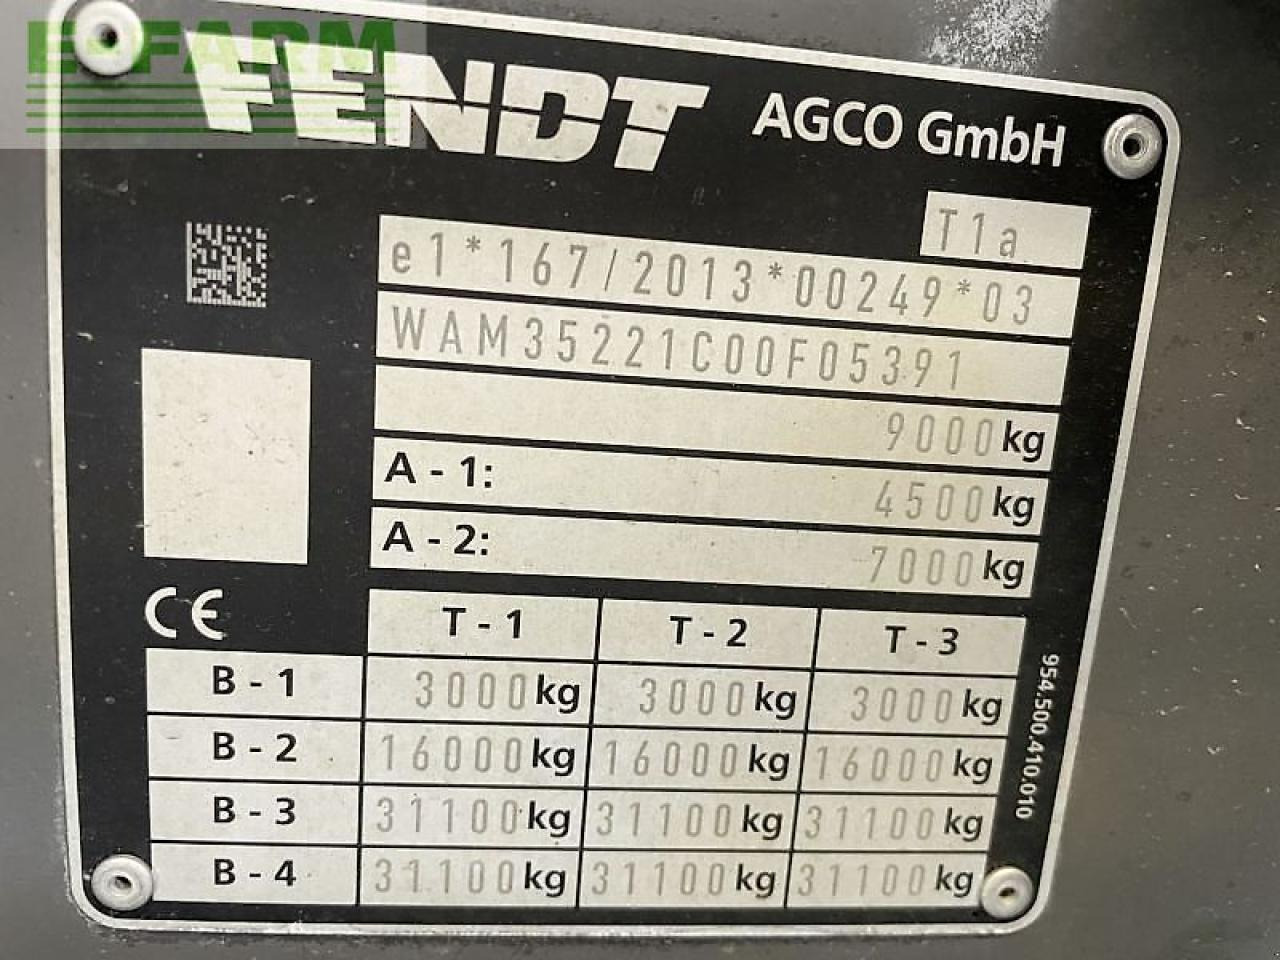 E-FARM
FENDT AGCO GmbH
T1a
e1*167/2013*00249*03
WAM35221C00F05391
9000kg
A - 1: 4500kg
A - 2: 7000kg
CE T - 1 T - 2 T - 3
B - 1 3000kg 3000kg 3000kg
B - 2 16000kg 16000kg 16000kg
B - 3 31100kg 31100kg 31100kg
B - 4 31100kg 31100kg 31100kg
954.500.410.010